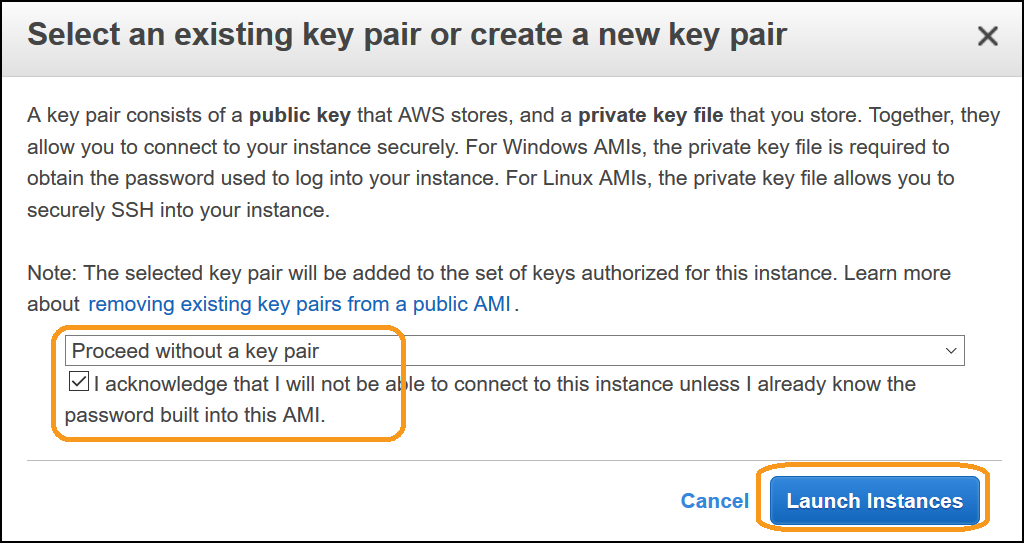 Select an existing key pair or create a new key pair
A key pair consists of a public key that AWS stores, and a private key file that you store. Together, they
allow you to connect to your instance securely. For Windows AMIs, the private key file is required to
obtain the password used to log into your instance. For Linux AMIs, the private key file allows you to
securely SSH into your instance.
Note: The selected key pair will be added to the set of keys authorized for this instance. Learn more
about removing existing key pairs from a public AMI.
Proceed without a key pair
I acknowledge that I will not be able to connect to this instance unless I already know the
password built into this AMI.
Cancel Launch Instances